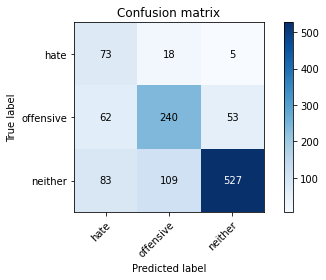 Confusion matrix
hate 73 18 5
offensive 62 240 53
neither 83 109 527
True label
hate offensive neither
Predicted label
500
400
300
200
100